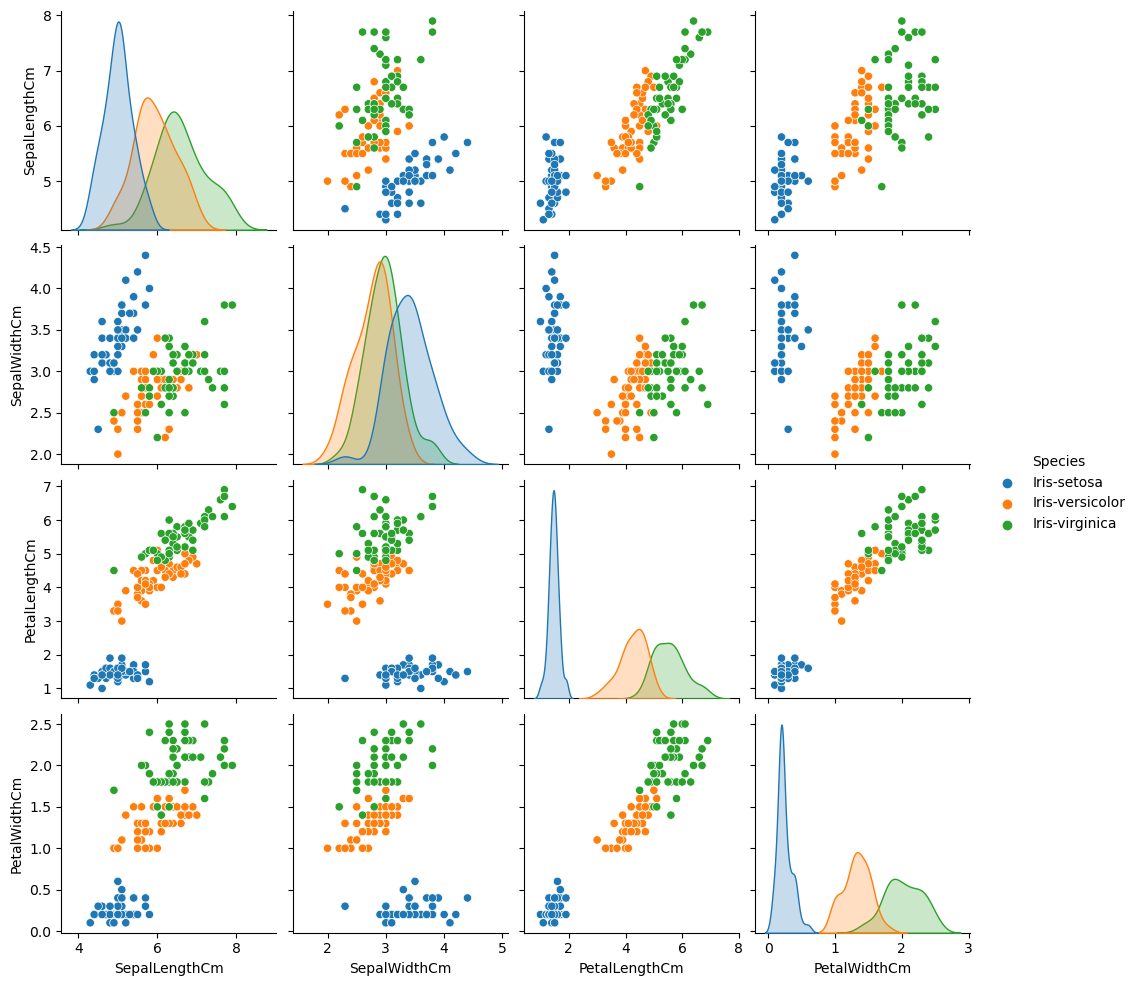 8
7
6
5
SepalLengthCm
4.5
4.0
3.5
3.0
2.5
2.0
SepalWidthCm
Species
Iris-setosa
Iris-versicolor
Iris-virginica
7
6
5
4
3
2
1
PetalLengthCm
2.5
2.0
1.5
1.0
0.5
0.0
PetalWidthCm
4 6 8
2 3 4 5
2 4 6 8
0 1 2 3
SepalLengthCm
SepalWidthCm
PetalLengthCm
PetalWidthCm